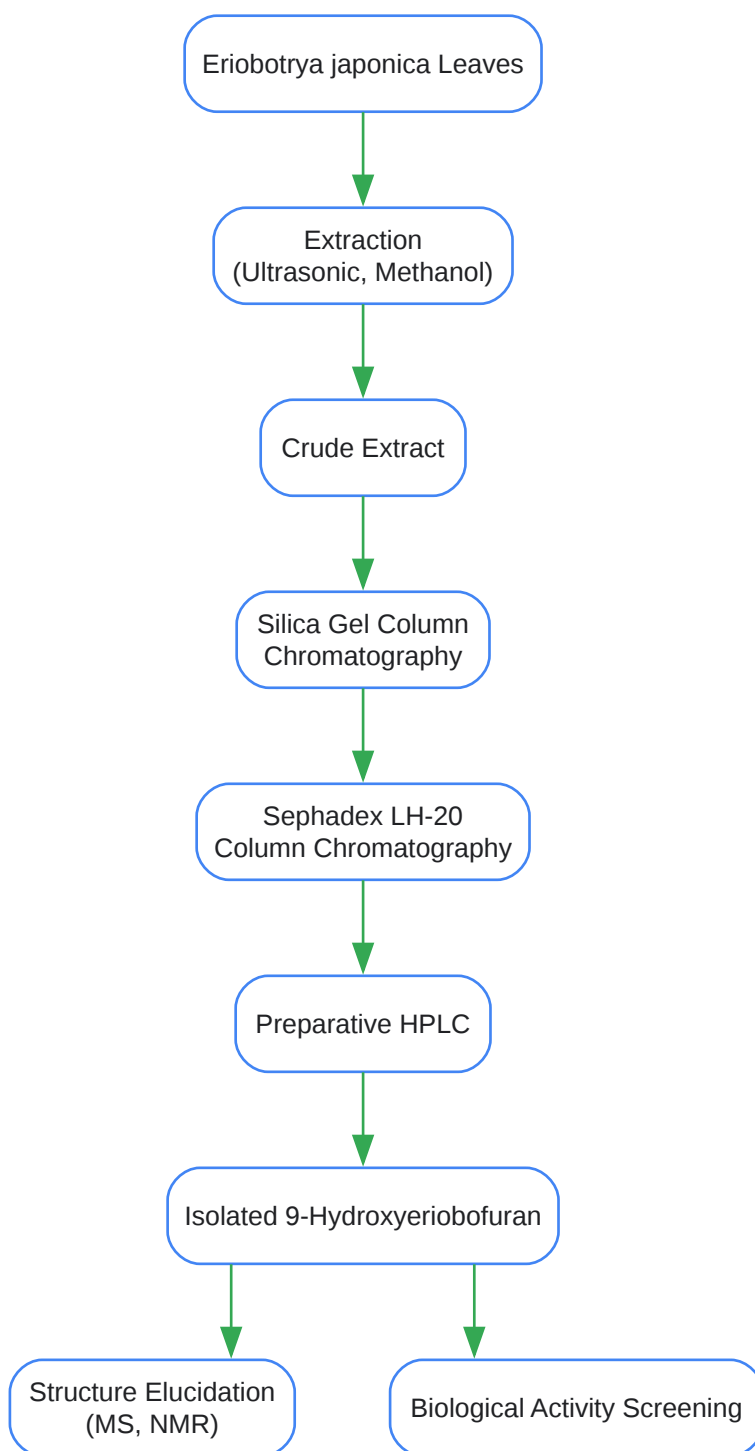 Eriobotrya japonica Leaves
Extraction
(Ultrasonic, Methanol)
Crude Extract
Silica Gel Column
Chromatography
Sephadex LH-20
Column Chromatography
Preparative HPLC
Isolated 9-Hydroxyeriobofuran
Structure Elucidation
(MS, NMR)
Biological Activity Screening